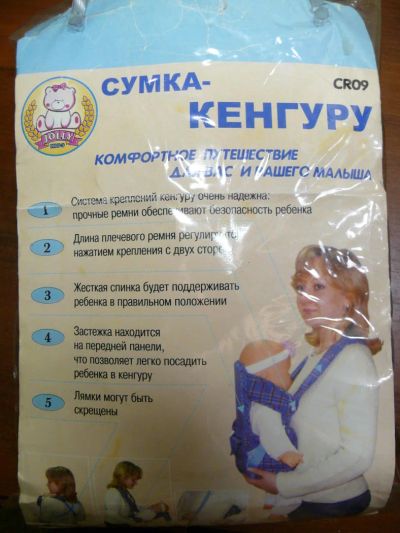 СУМКА-
CR09
КЕНГУРУ
JOLLY
КОМФОРТНОЕ ПУТЕШЕСТВИЕ
ДЛЯ ВАС И ВАШЕГО МАЛЫША
1 Система креплений кенгуру очень надежна:
прочные ремни обеспечивают безопасность ребенка
2 Длина плечевого ремня регулируется
нажатием крепления с двух сторон
3 Жесткая спинка будет поддерживать
ребенка в правильном положении
4 Застежка находится
на передней панели,
что позволяет легко посадить
ребенка в кенгуру
5 Лямки могут быть
скрещены